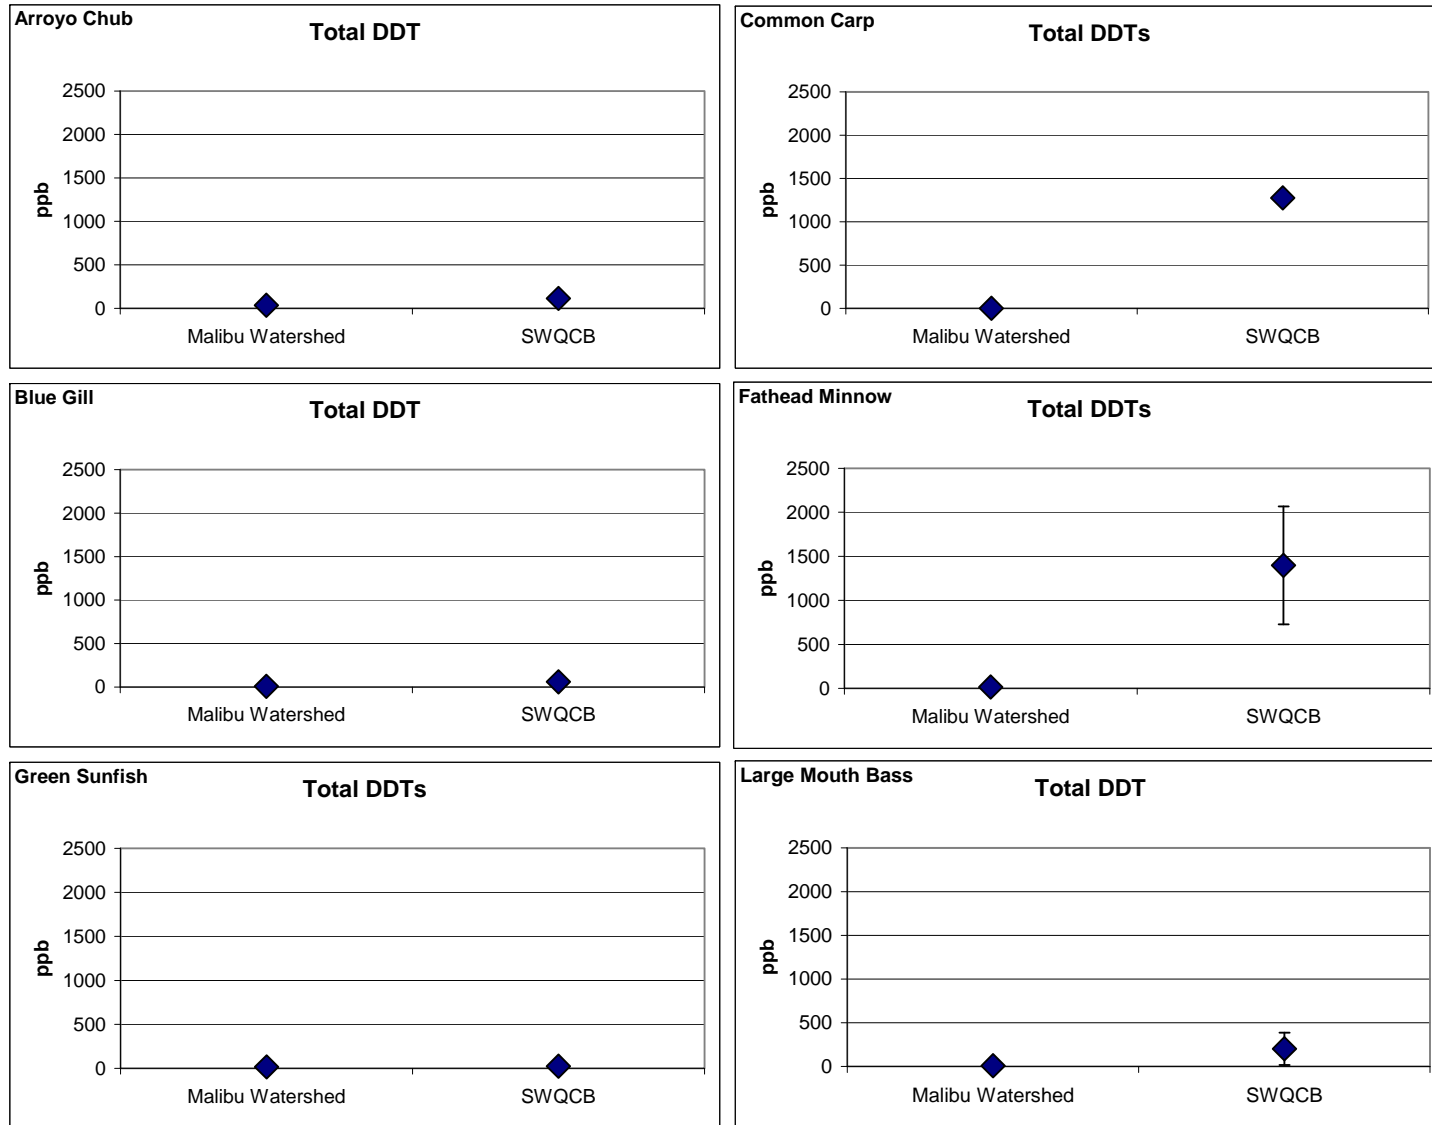 Arroyo Chub
Total DDT
2500
2000
1500
1000
500
0
ppb
Malibu Watershed SWQCB
Common Carp
Total DDTs
2500
2000
1500
1000
500
0
ppb
Malibu Watershed SWQCB
Blue Gill
Total DDT
2500
2000
1500
1000
500
0
ppb
Malibu Watershed SWQCB
Fathead Minnow
Total DDTs
2500
2000
1500
1000
500
0
ppb
Malibu Watershed SWQCB
Green Sunfish
Total DDTs
2500
2000
1500
1000
500
0
ppb
Malibu Watershed SWQCB
Large Mouth Bass
Total DDT
2500
2000
1500
1000
500
0
ppb
Malibu Watershed SWQCB